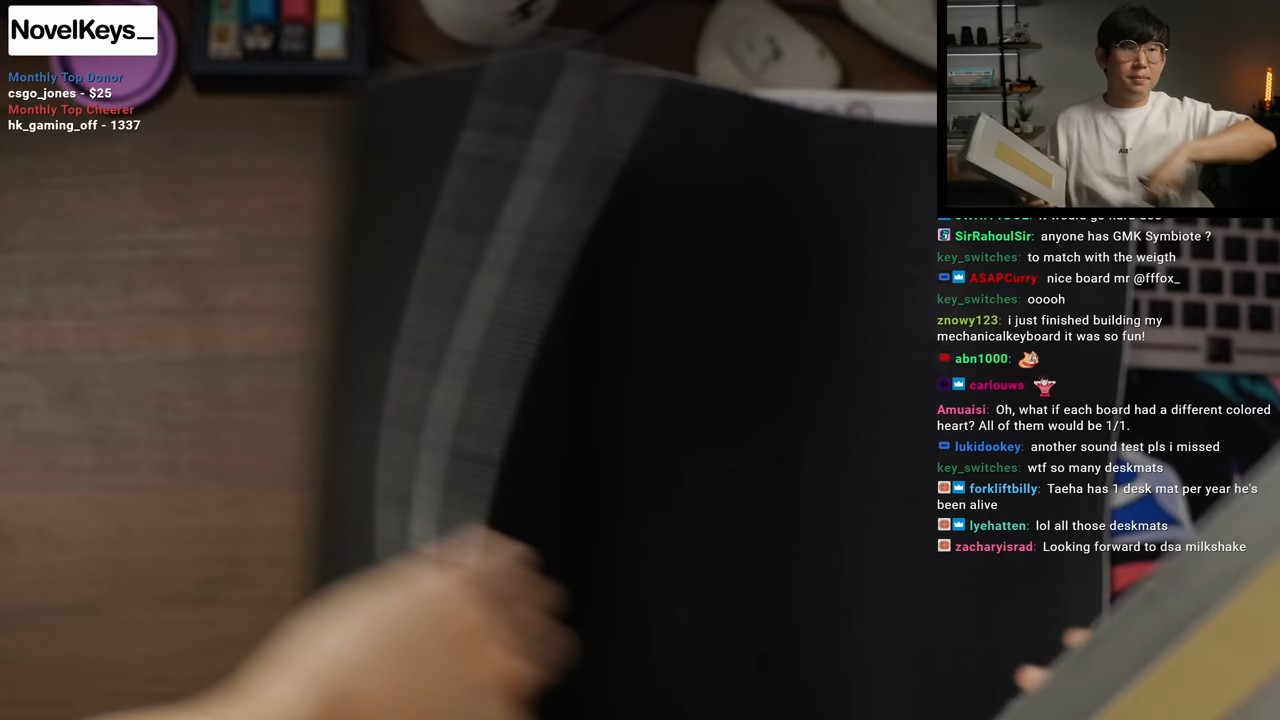 NovelKeys_
Monthly Top Donor
csgo_jones - $25
Monthly Top Cheerer
hk_gaming_off - 1337
SirRahoulSir: anyone has GMK Symbiote ?
key_switches: to match with the weigth
ASAPCurry: nice board mr @fffox_
key_switches: ooooh
znowy123: i just finished building my
mechanicalkeyboard it was so fun!
abn1000:
carlouws:
Amuaisi: Oh, what if each board had a different colored
heart? All of them would be 1/1.
lukidookey: another sound test pls i missed
key_switches: wtf so many deskmats
forkliftbilly: Taeha has 1 desk mat per year he's
been alive
lyehatten: lol all those deskmats
zacharyisrad: Looking forward to dsa milkshake